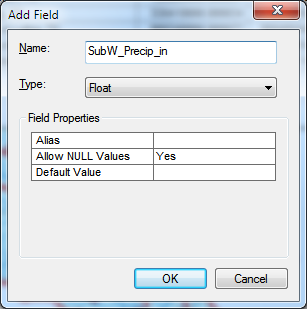 Add Field
Name: SubW_Precip_in
Type: Float
Field Properties
Alias
Allow NULL Values Yes
Default Value
OK Cancel